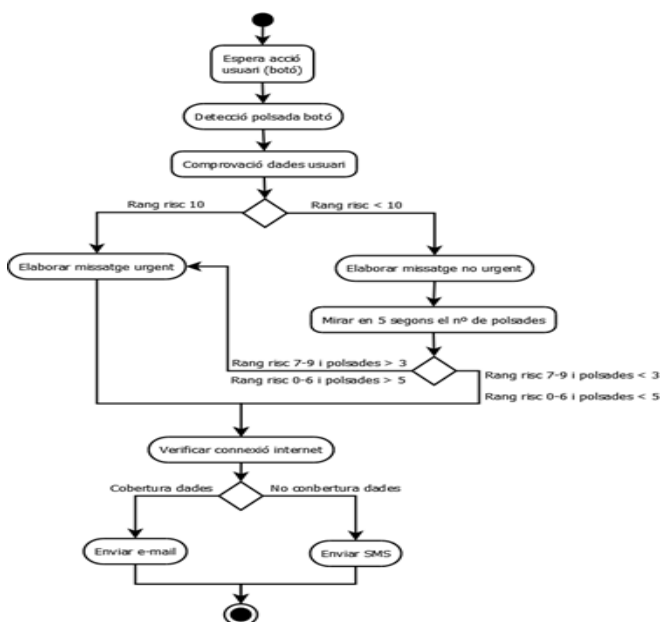 Espera acció
usuari (botó)
Detecció polsada botó
Comprovació dades usuari
Rang risc 10
Rang risc < 10
Elaborar missatge urgent
Elaborar missatge no urgent
Mirar en 5 segons el nº de polsades
Rang risc 7-9 i polsades > 3
Rang risc 0-6 i polsades > 5
Rang risc 7-9 i polsades < 3
Rang risc 0-6 i polsades < 5
Verificar connexió internet
Cobertura dades
No conbertura dades
Enviar e-mail
Enviar SMS